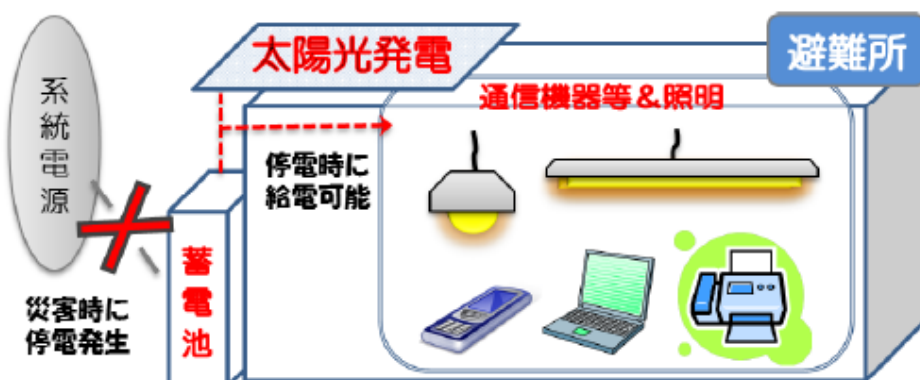 系統電源
太陽光発電
避難所
通信機器等&照明
停電時に
給電可能
蓄電池
災害時に
停電発生